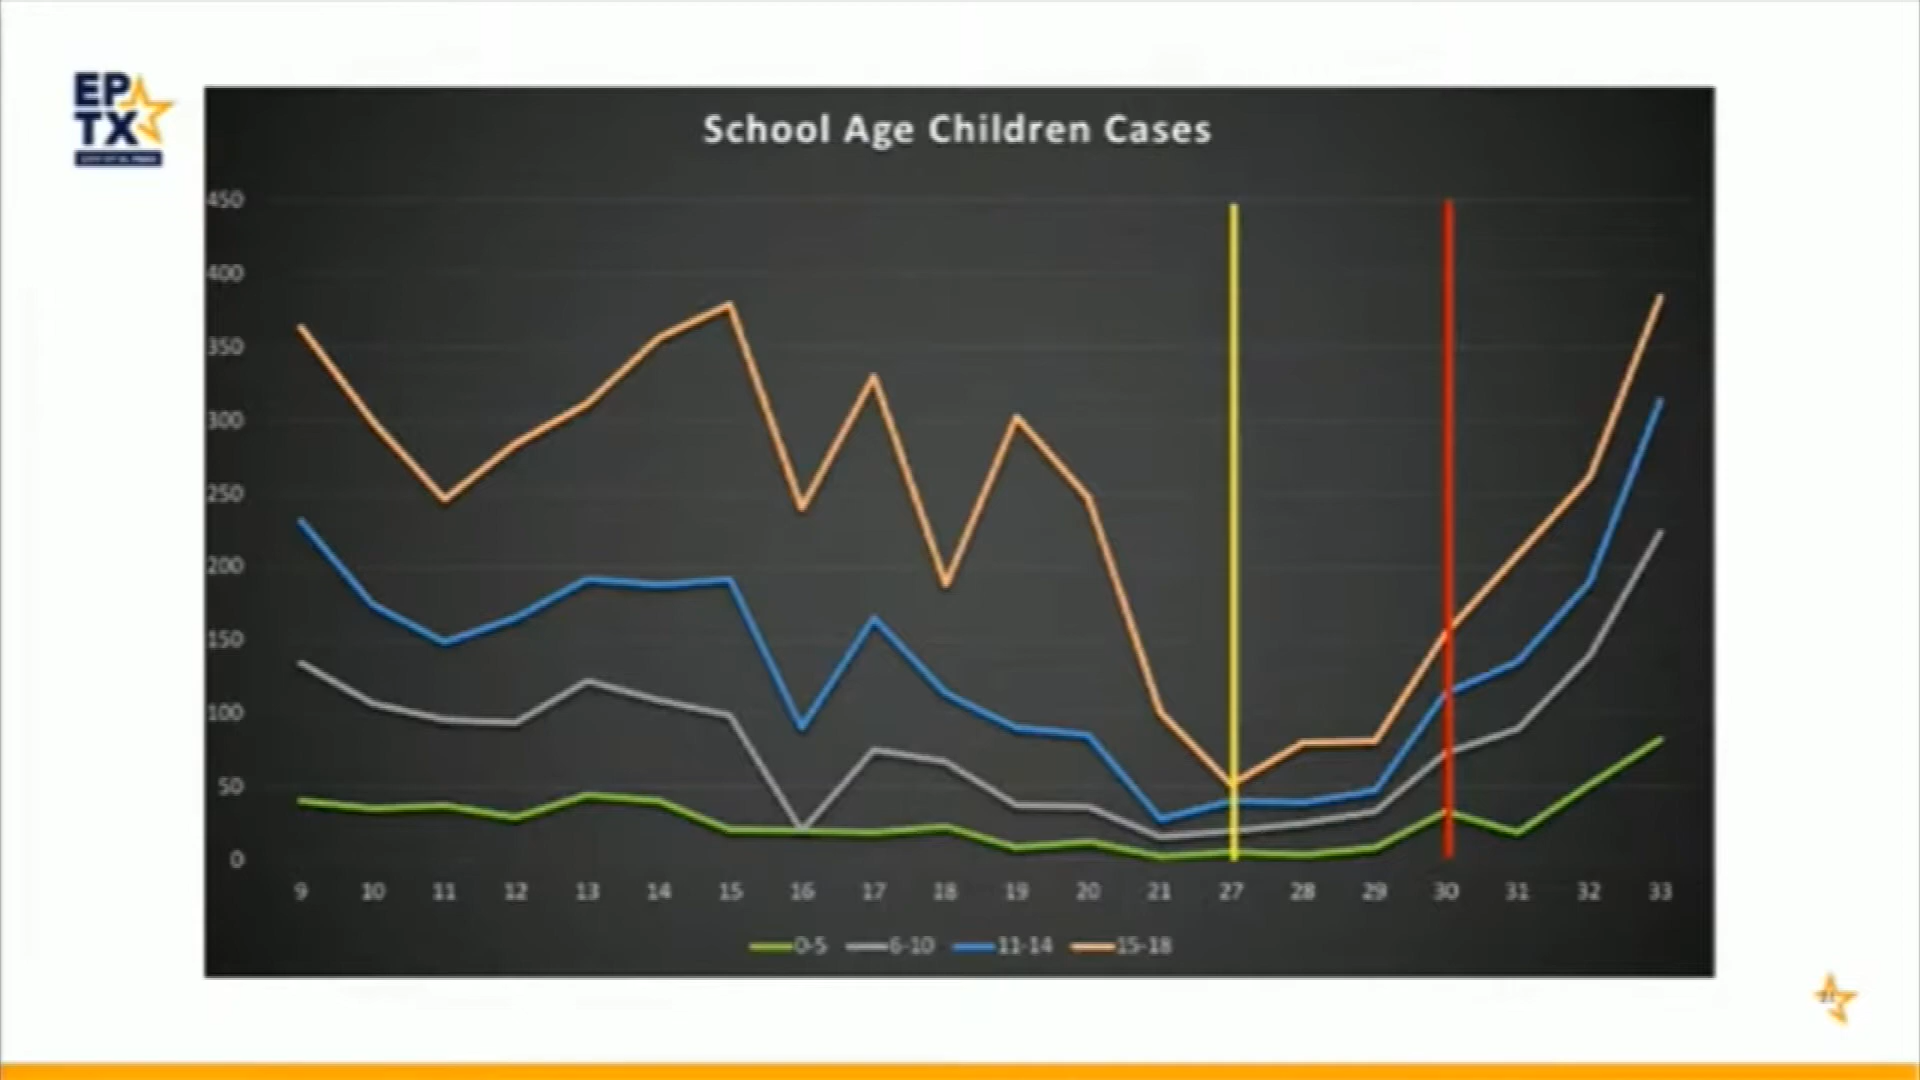 EP
TX
School Age Children Cases
450
400
350
300
250
200
150
100
50
0
9 10 11 12 13 14 15 16 17 18 19 20 21 27 28 29 30 31 32 33
0-5 6-10 11-14 15-18